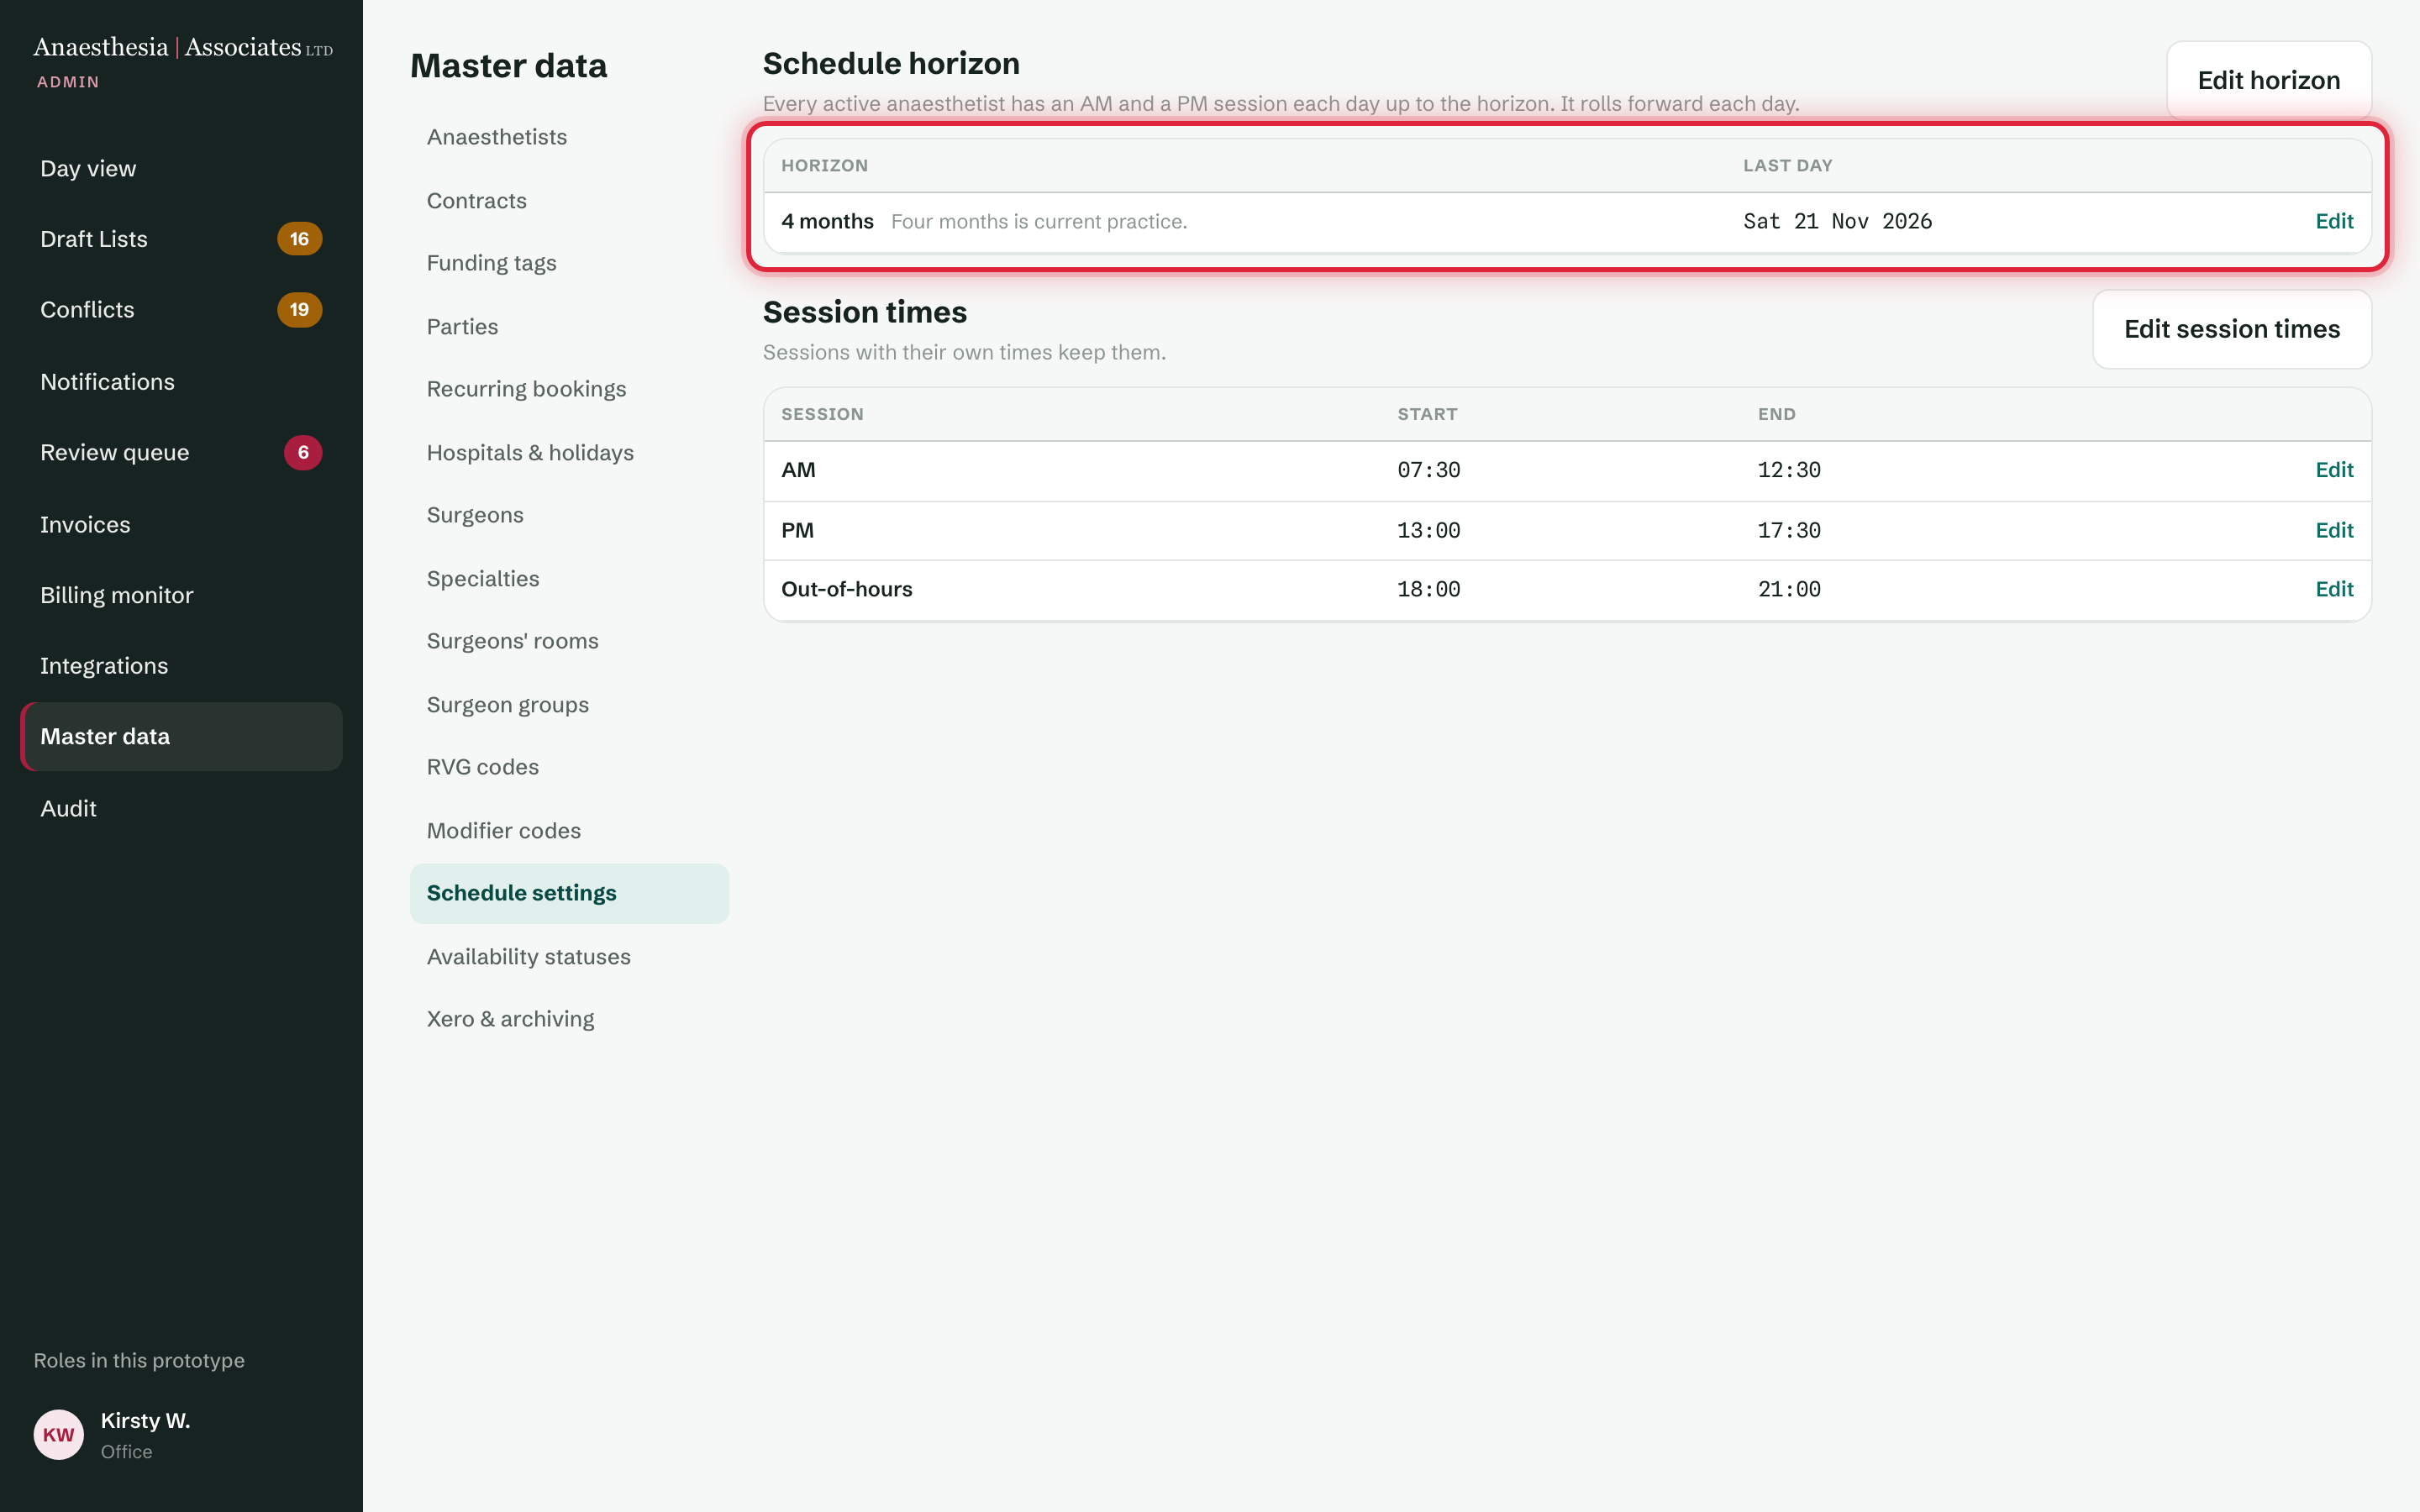 Anaesthesia | Associates LTD
ADMIN
Day view
Draft Lists 16
Conflicts 19
Notifications
Review queue 6
Invoices
Billing monitor
Integrations
Master data
Audit
Roles in this prototype
KW
Kirsty W.
Office
Master data
Anaesthetists
Contracts
Funding tags
Parties
Recurring bookings
Hospitals & holidays
Surgeons
Specialties
Surgeons' rooms
Surgeon groups
RVG codes
Modifier codes
Schedule settings
Availability statuses
Xero & archiving
Schedule horizon
Every active anaesthetist has an AM and a PM session each day up to the horizon. It rolls forward each day.
Edit horizon
HORIZON LAST DAY
4 months Four months is current practice. Sat 21 Nov 2026 Edit
Session times
Sessions with their own times keep them.
Edit session times
SESSION START END
AM 07:30 12:30 Edit
PM 13:00 17:30 Edit
Out-of-hours 18:00 21:00 Edit